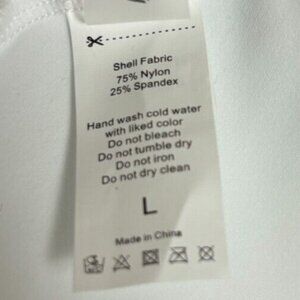 Shell Fabric
75% Nylon
25% Spandex
Hand wash cold water
with liked color
Do not bleach
Do not tumble dry
Do not iron
Do not dry clean
L
Made in China